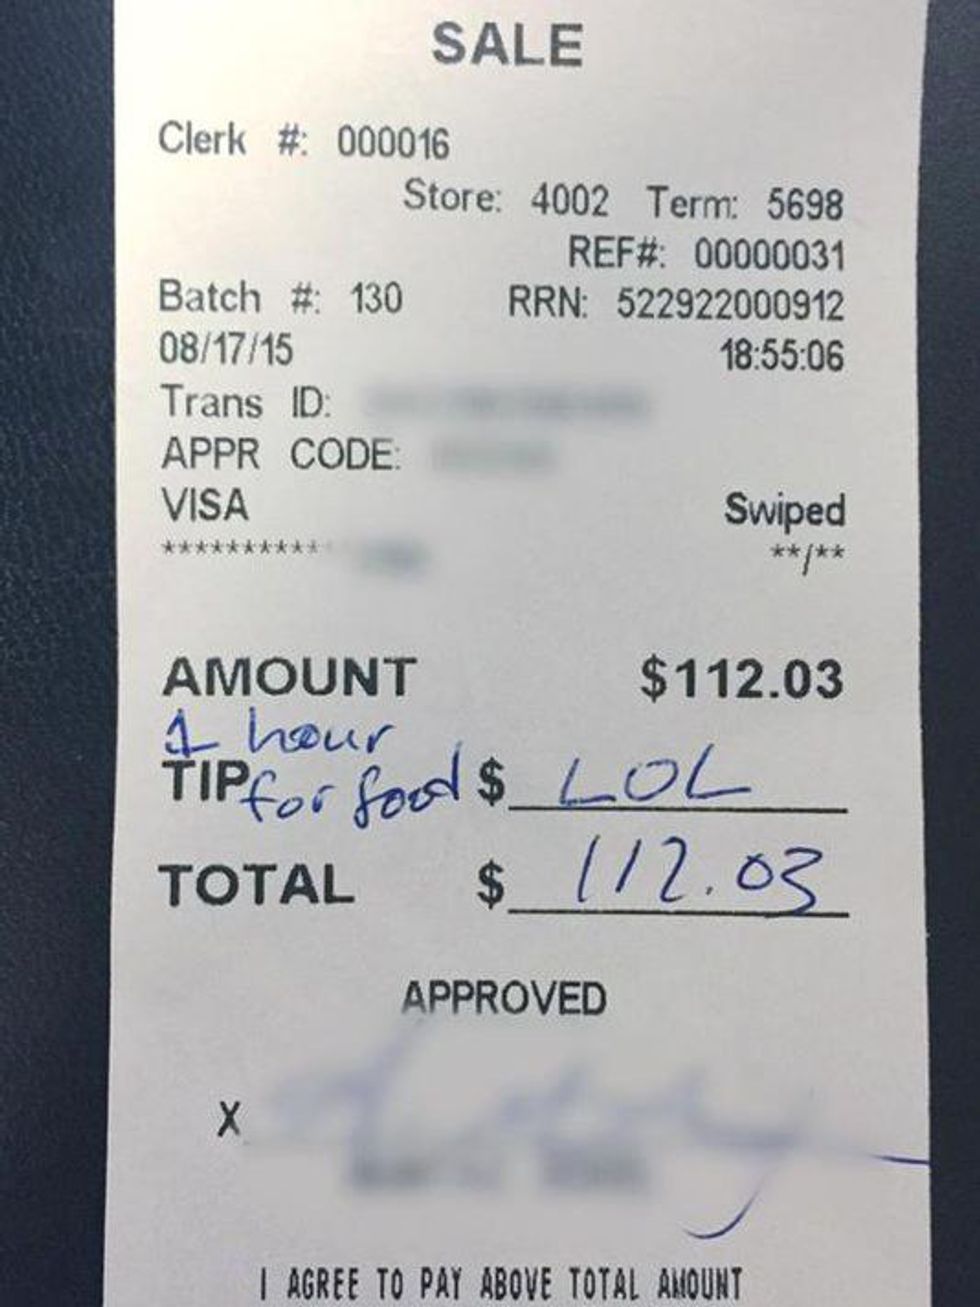 SALE
Clerk #: 000016
Store: 4002 Term: 5698
REF#: 00000031
Batch #: 130 RRN: 522922000912
08/17/15 18:55:06
Trans ID:
APPR CODE:
VISA Swiped
********** **/**
AMOUNT $112.03
1 hour
TIP for food $ LOL
TOTAL $ 112.03
APPROVED
X
I AGREE TO PAY ABOVE TOTAL AMOUNT